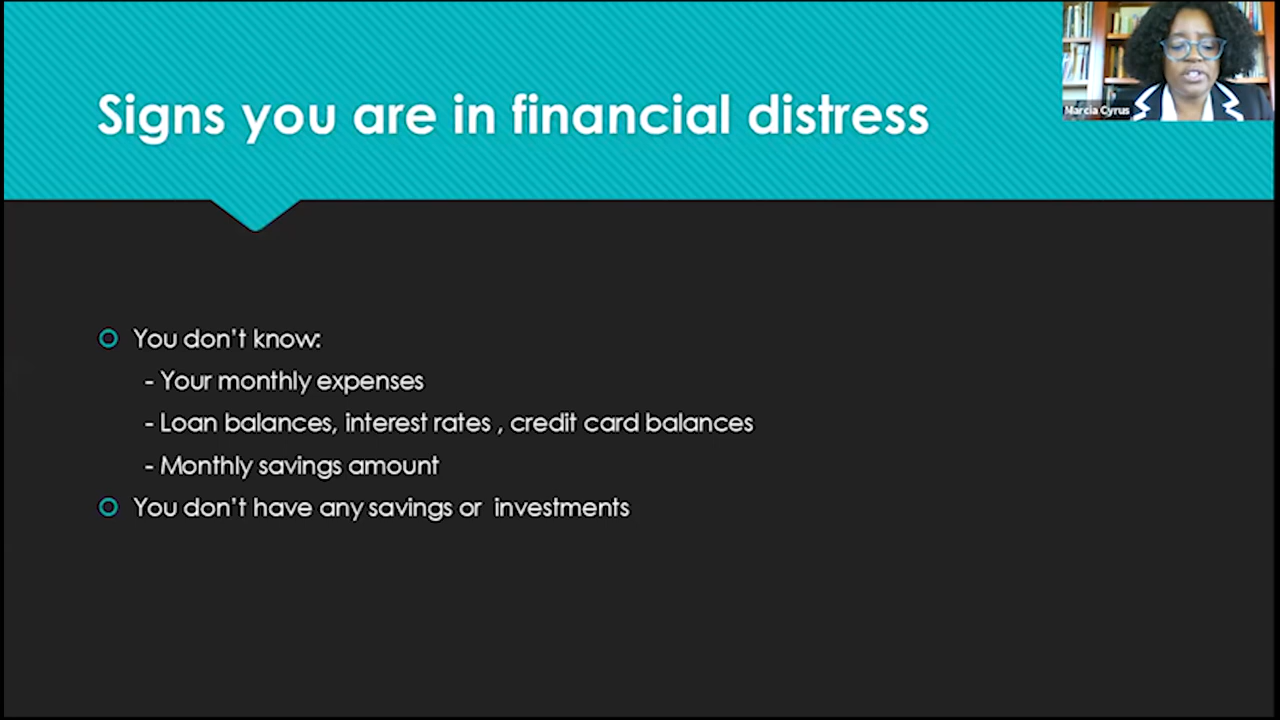 Signs you are in financial distress
Marcia Cyrus
You don't know:
- Your monthly expenses
- Loan balances, interest rates , credit card balances
- Monthly savings amount
You don't have any savings or  investments